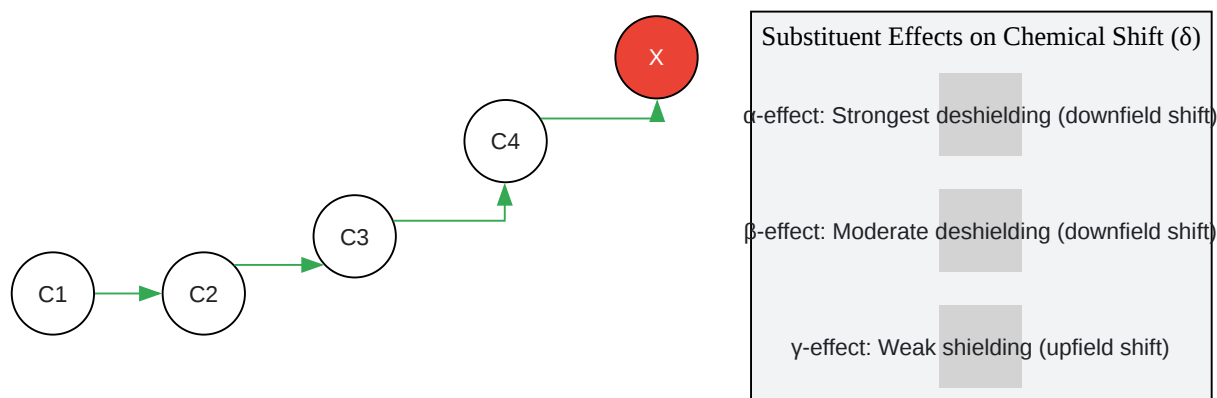 X
C4
C3
C1
C2
Substituent Effects on Chemical Shift (δ)
α-effect: Strongest deshielding (downfield shift)
β-effect: Moderate deshielding (downfield shift)
γ-effect: Weak shielding (upfield shift)